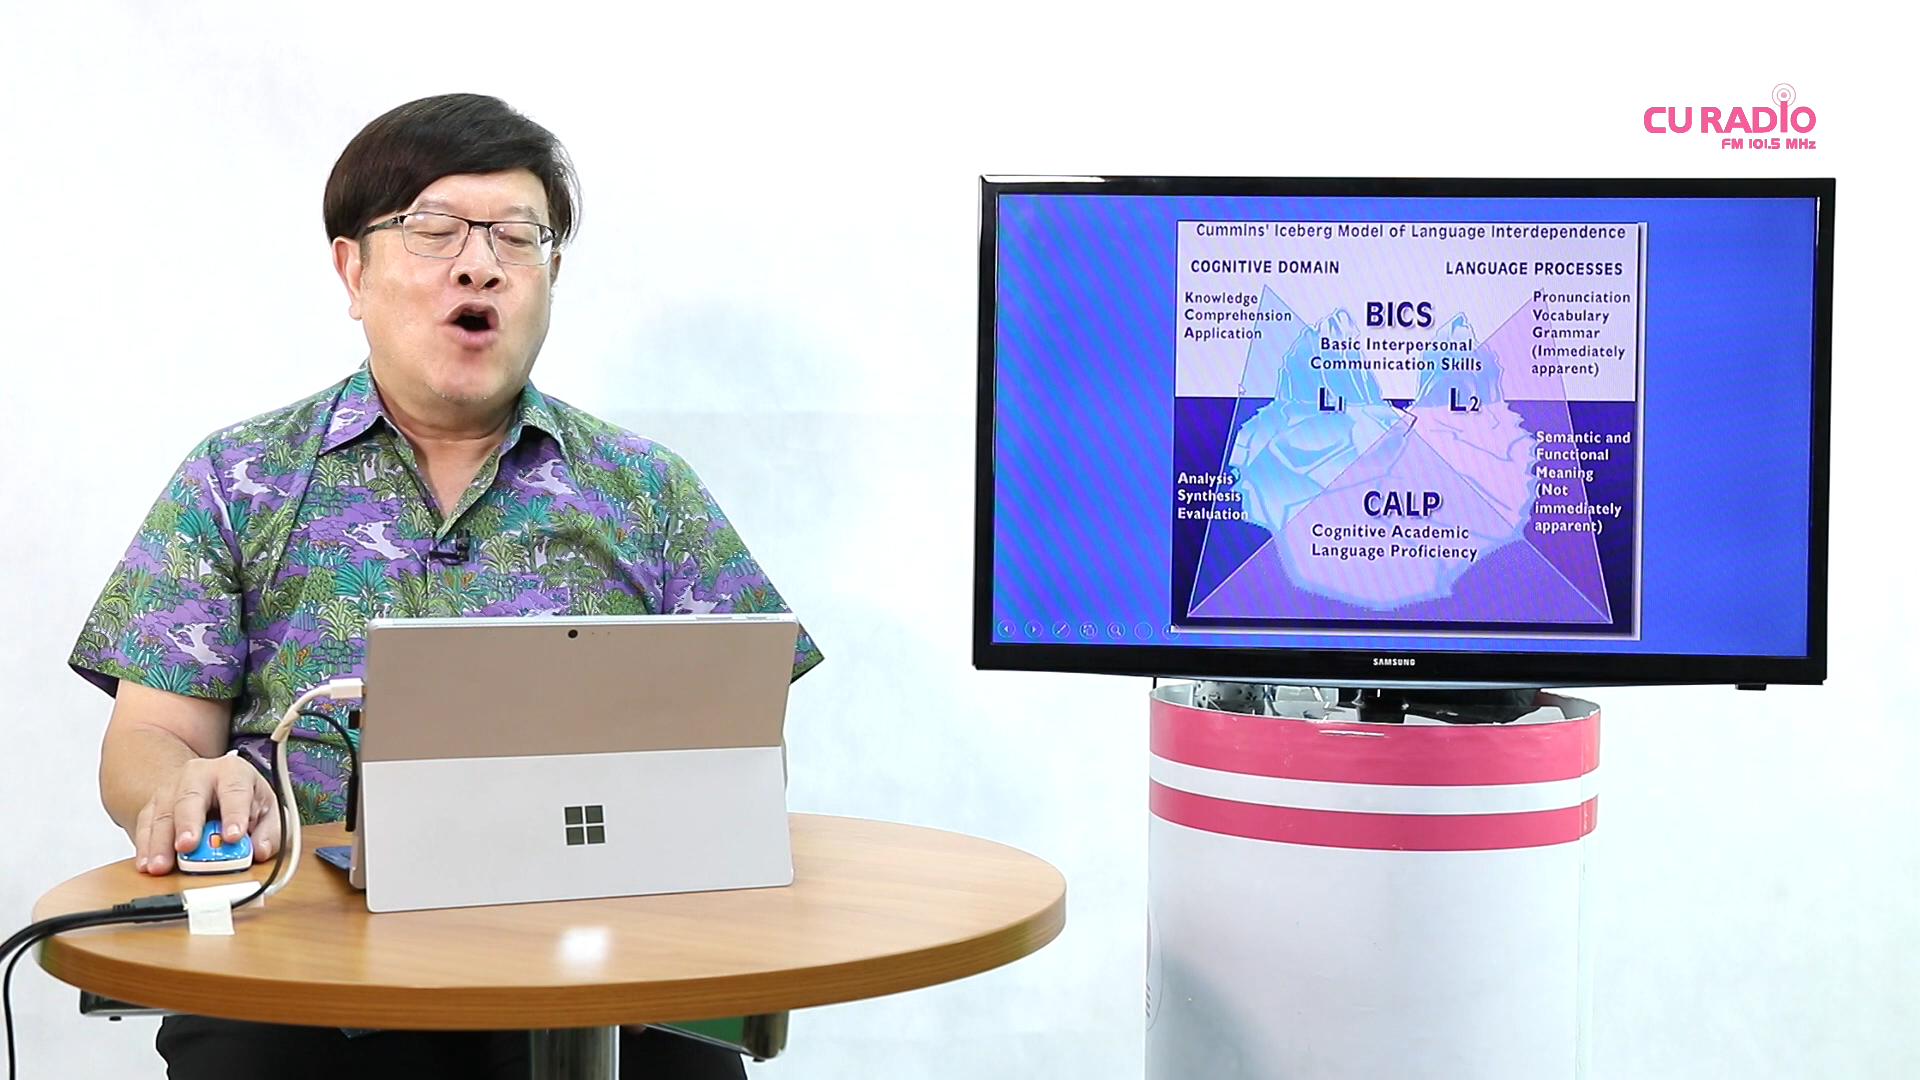 CU RADIO
FM 101.5 MHz
Cummins' Iceberg Model of Language Interdependence
COGNITIVE DOMAIN
LANGUAGE PROCESSES
Knowledge
Comprehension
Application
BICS
Basic Interpersonal
Communication Skills
L1
L2
Pronunciation
Vocabulary
Grammar
(Immediately
apparent)
Analysis
Synthesis
Evaluation
CALP
Cognitive Academic
Language Proficiency
Semantic and
Functional
Meaning
(Not
immediately
apparent)
SAMSUNG